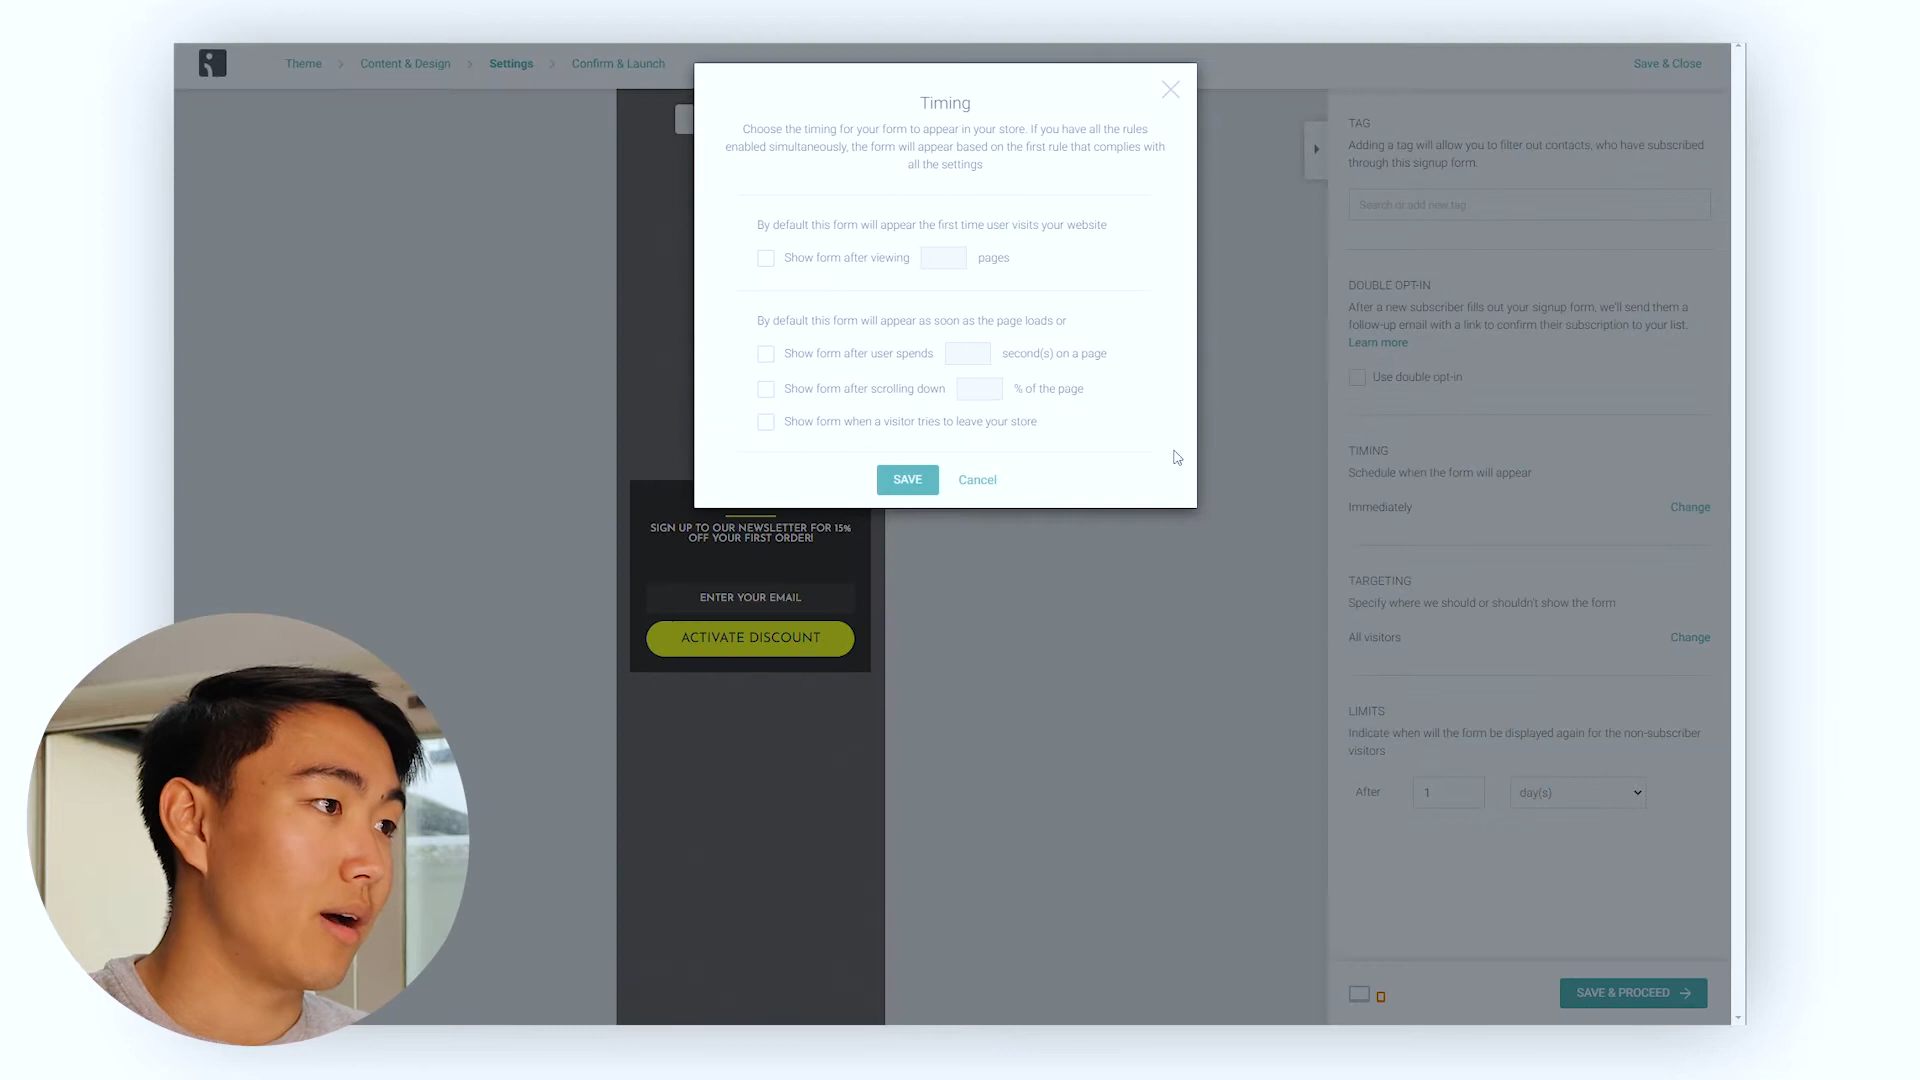 Theme
Content & Design
Settings
Confirm & Launch
Save & Close
Timing
Choose the timing for your form to appear in your store. If you have all the rules
enabled simultaneously, the form will appear based on the first rule that complies with
all the settings
By default this form will appear the first time user visits your website
Show form after viewing pages
By default this form will appear as soon as the page loads or
Show form after user spends second(s) on a page
Show form after scrolling down % of the page
Show form when a visitor tries to leave your store
SAVE
Cancel
SIGN UP TO OUR NEWSLETTER FOR 15%
OFF YOUR FIRST ORDER!
ENTER YOUR EMAIL
ACTIVATE DISCOUNT
TAG
Adding a tag will allow you to filter out contacts, who have subscribed
through this signup form.
Search or add new tag
DOUBLE OPT-IN
After a new subscriber fills out your signup form, we'll send them a
follow-up email with a link to confirm their subscription to your list.
Learn more
Use double opt-in
TIMING
Schedule when the form will appear
Immediately Change
TARGETING
Specify where we should or shouldn't show the form
All visitors Change
LIMITS
Indicate when will the form be displayed again for the non-subscriber
visitors
After 1 day(s)
SAVE & PROCEED